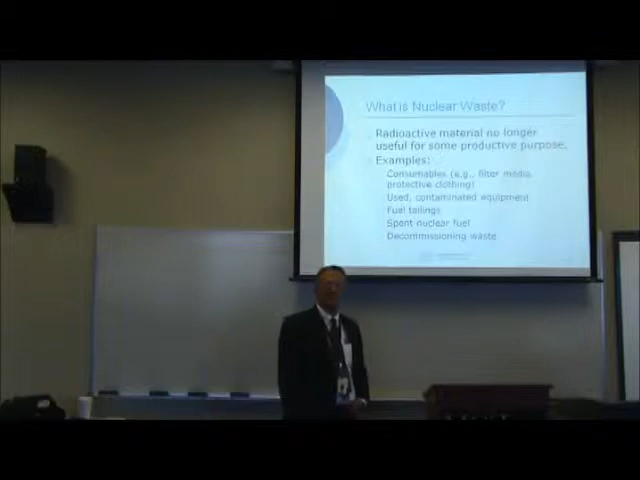 What is Nuclear Waste?
Radioactive material no longer
useful for some productive purpose.
Examples:
Consumables (e.g., filter media,
protective clothing)
Used, contaminated equipment
Fuel tailings
Spent nuclear fuel
Decommissioning waste